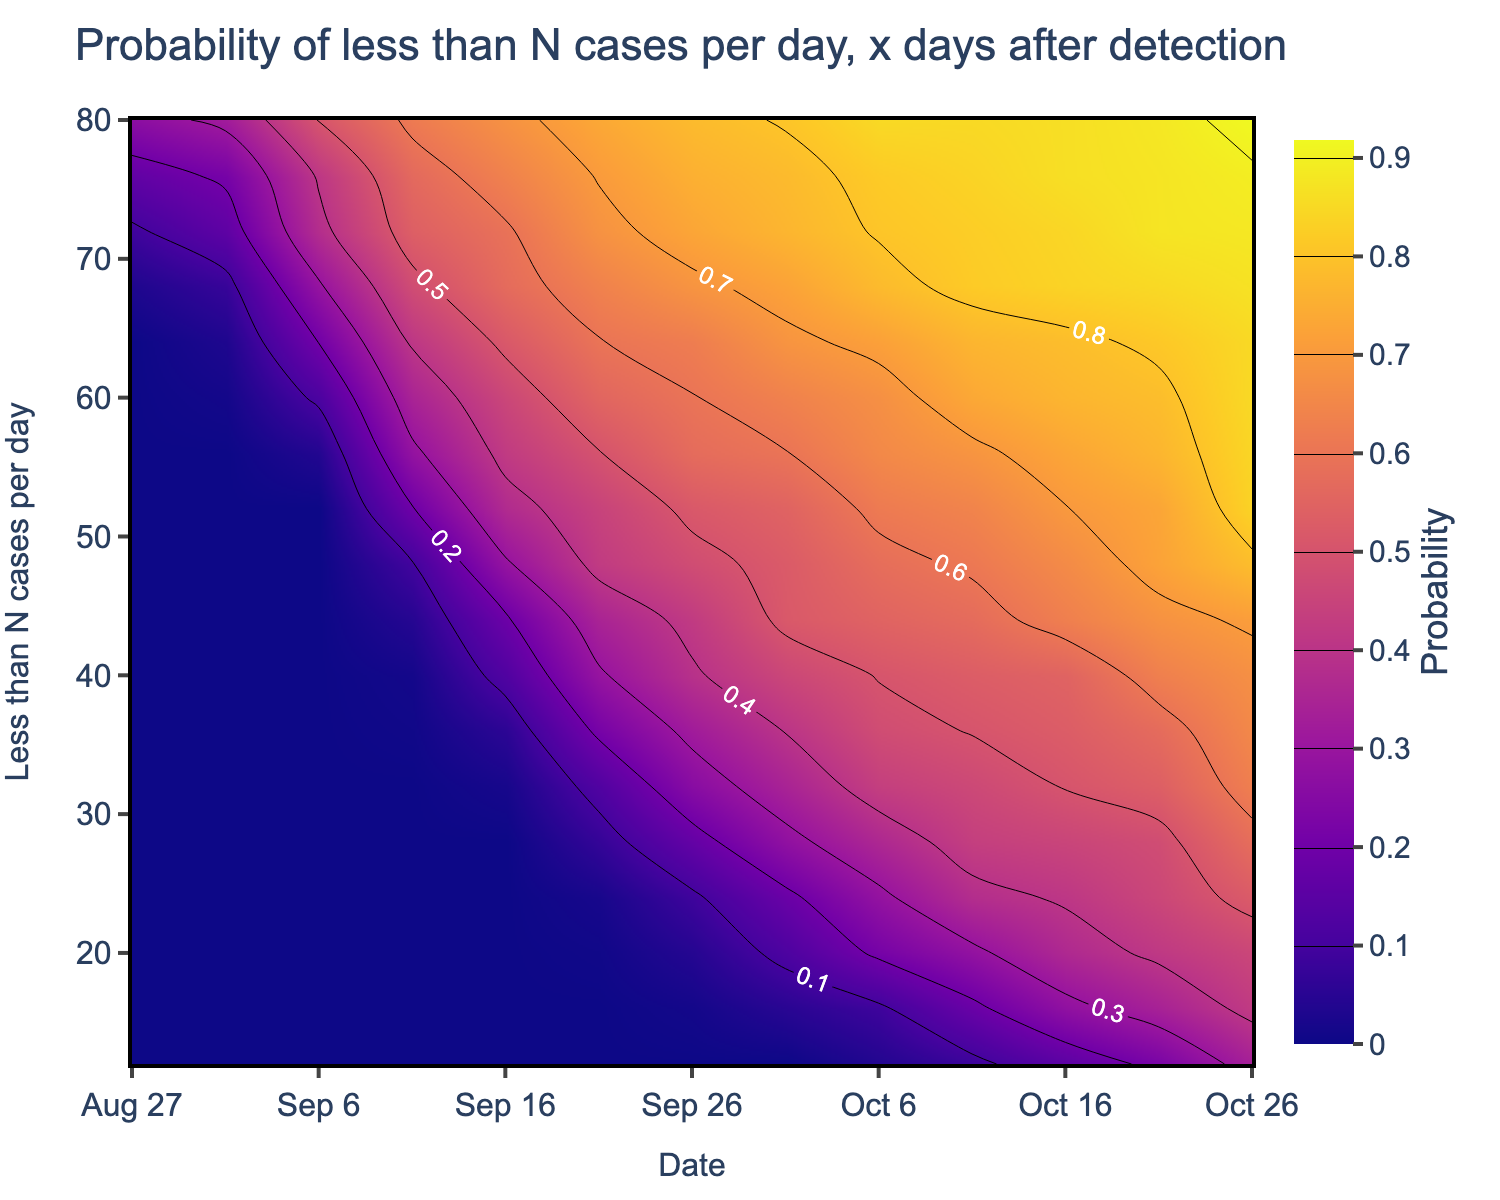 Probability of less than N cases per day, x days after detection
80
70
60
50
40
30
20
Less than N cases per day
0.5
0.7
0.8
0.2
0.6
0.4
0.1
0.3
Aug 27
Sep 6
Sep 16
Sep 26
Oct 6
Oct 16
Oct 26
Date
0.9
0.8
0.7
0.6
0.5
0.4
0.3
0.2
0.1
0
Probability